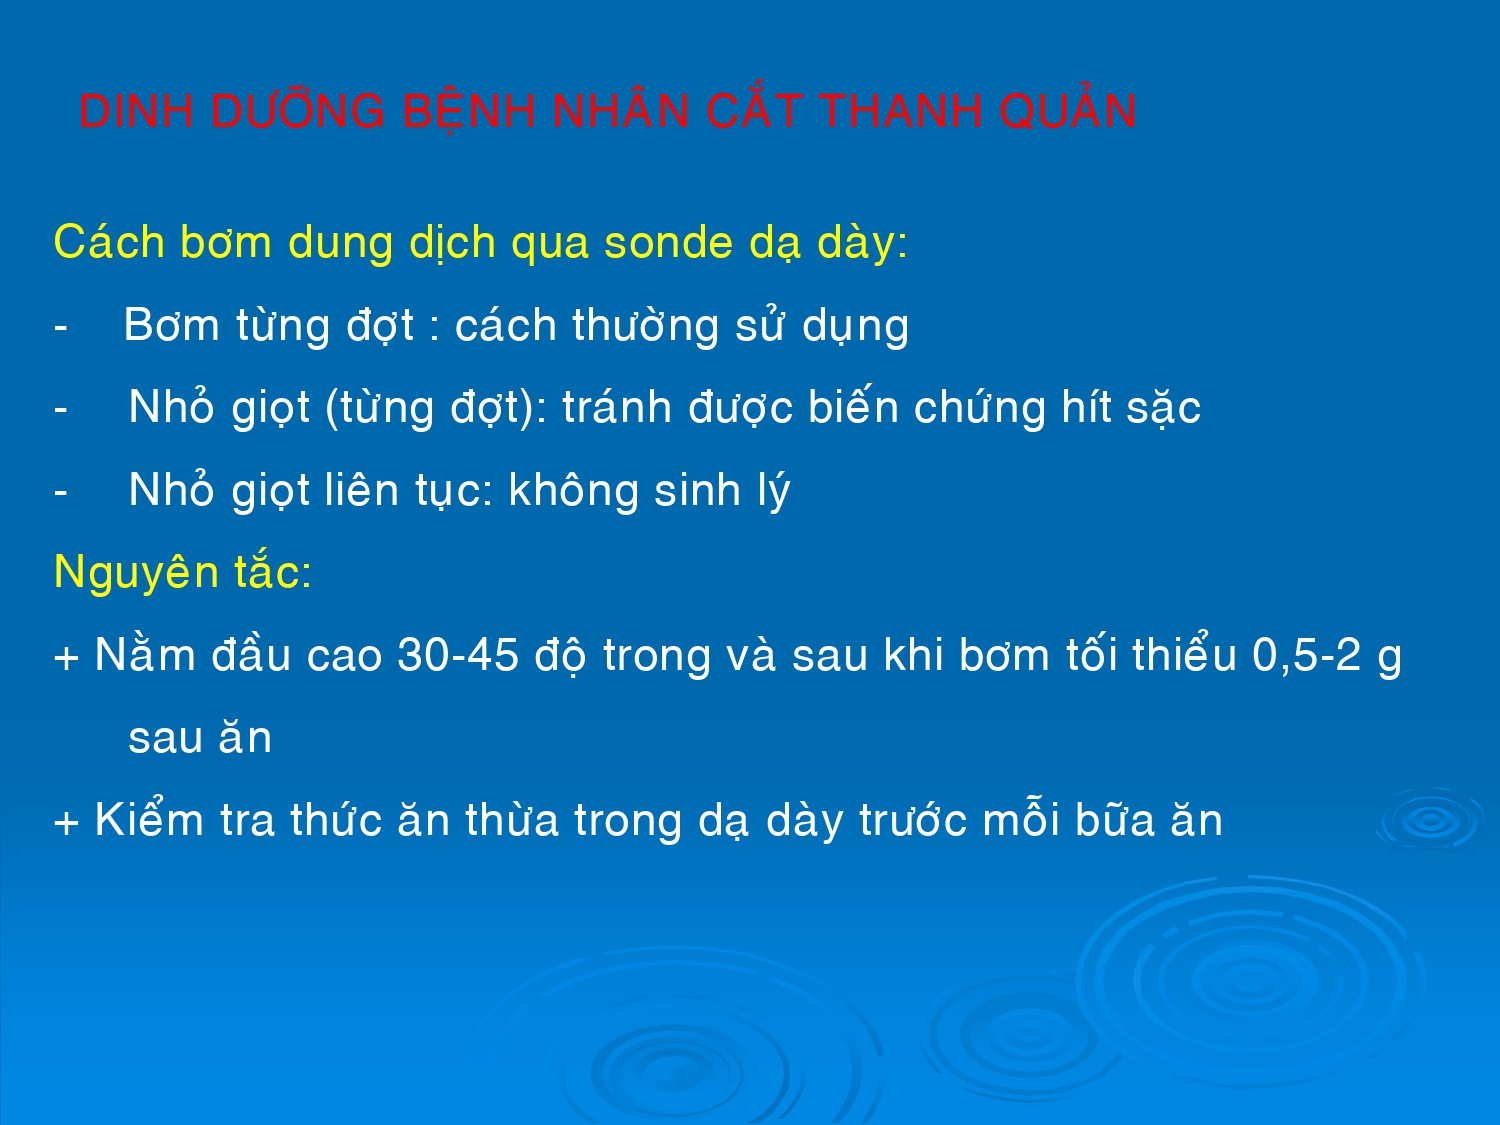 DINH DƯỠNG BỆNH NHÂN CẮT THANH QUẢN
Cách bơm dung dịch qua sonde dạ dày:
- Bơm từng đợt : cách thường sử dụng
- Nhỏ giọt (từng đợt): tránh được biến chứng hít sặc
- Nhỏ giọt liên tục: không sinh lý
Nguyên tắc:
+ Nằm đầu cao 30-45 độ trong và sau khi bơm tối thiểu 0,5-2 g
sau ăn
+ Kiểm tra thức ăn thừa trong dạ dày trước mỗi bữa ăn